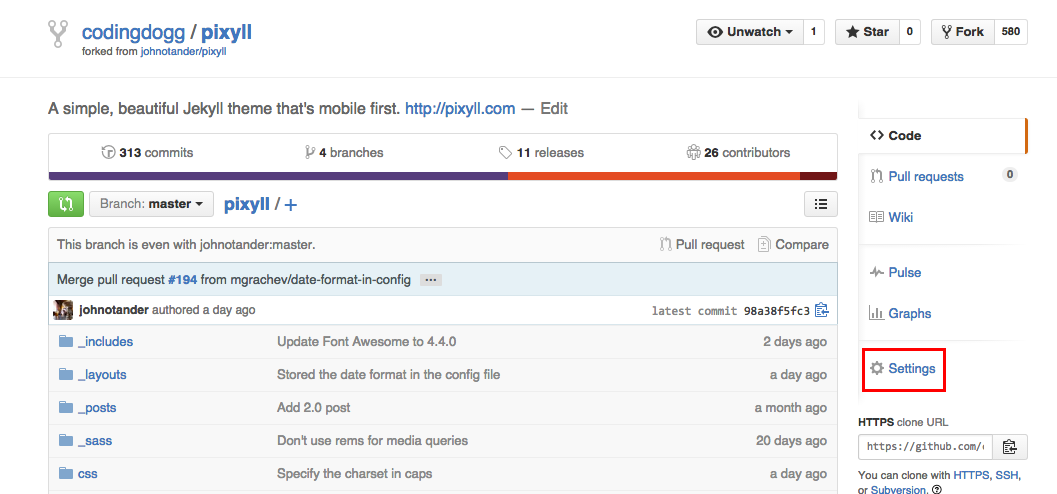 codingdogg / pixyll
forked from johnotander/pixyll
Unwatch 1 Star 0 Fork 580
A simple, beautiful Jekyll theme that's mobile first. http://pixyll.com — Edit
313 commits 4 branches 11 releases 26 contributors
Branch: master pixyll / +
This branch is even with johnotander:master. Pull request Compare
Merge pull request #194 from mgrachev/date-format-in-config ...
johnotander authored a day ago latest commit 98a38f5fc3
_includes Update Font Awesome to 4.4.0 2 days ago
_layouts Stored the date format in the config file a day ago
_posts Add 2.0 post a month ago
_sass Don't use rems for media queries 20 days ago
css Specify the charset in caps a day ago
Code
Pull requests 0
Wiki
Pulse
Graphs
Settings
HTTPS clone URL
https://github.com/
You can clone with HTTPS, SSH,
or Subversion.